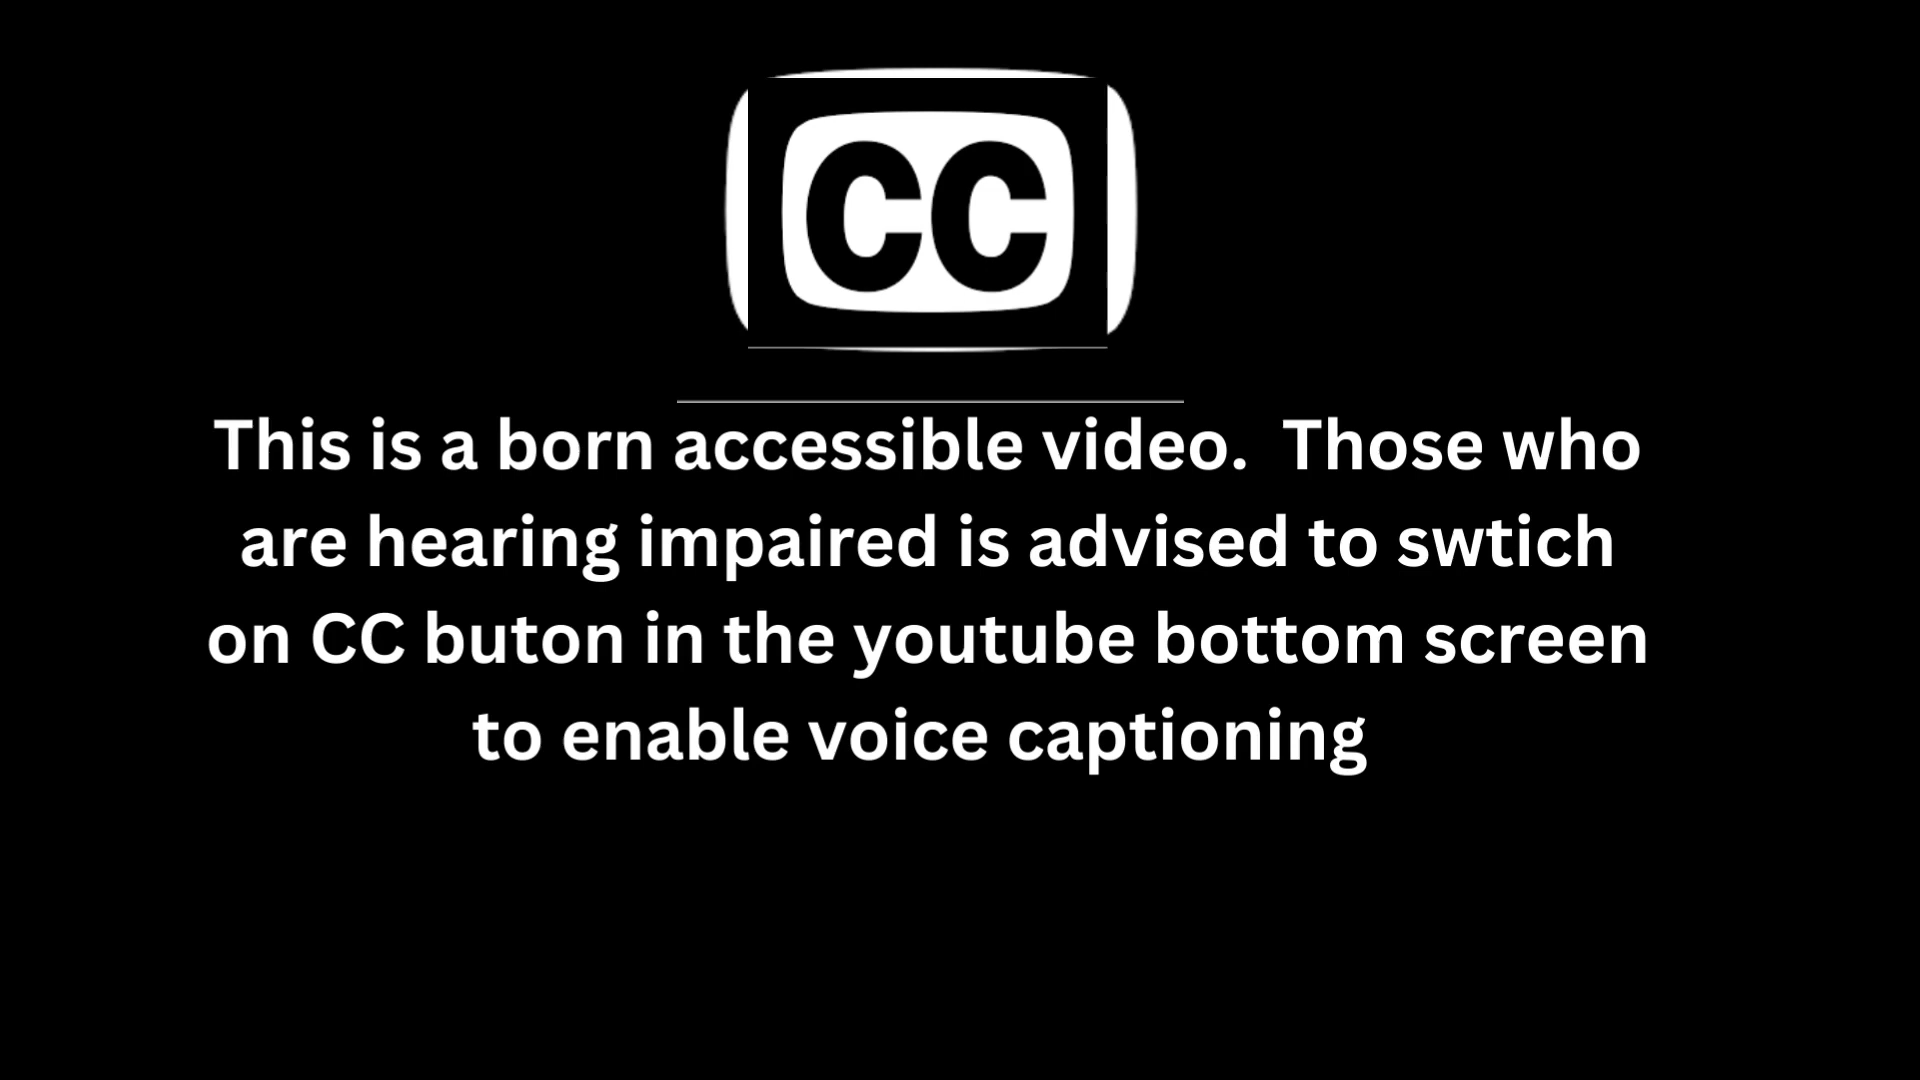 CC
This is a born accessible video.  Those who
are hearing impaired is advised to swtich
on CC buton in the youtube bottom screen
to enable voice captioning